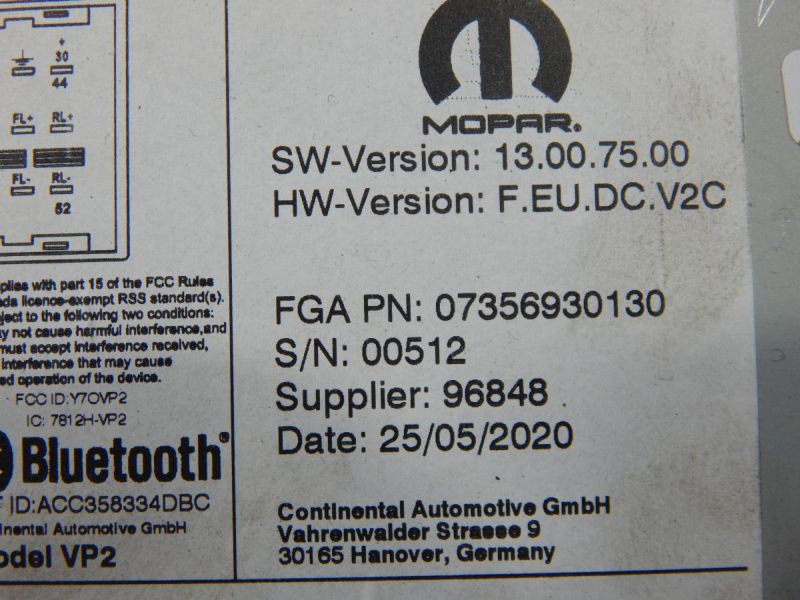 +
30
44
FL+ RL+
FL- RL-
52
MOPAR.
SW-Version: 13.00.75.00
HW-Version: F.EU.DC.V2C
plies with part 15 of the FCC Rules
licence-exempt RSS standard(s).
ject to the following two conditions:
may not cause harmful interference,and
must accept interference received,
interference that may cause
operation of the device.
FCC ID:Y7OVP2
IC: 7812H-VP2
Bluetooth®
ID:ACC358334DBC
inental Automotive GmbH
odel VP2
FGA PN: 07356930130
S/N: 00512
Supplier: 96848
Date: 25/05/2020
Continental Automotive GmbH
Vahrenwalder Strasse 9
30165 Hanover, Germany